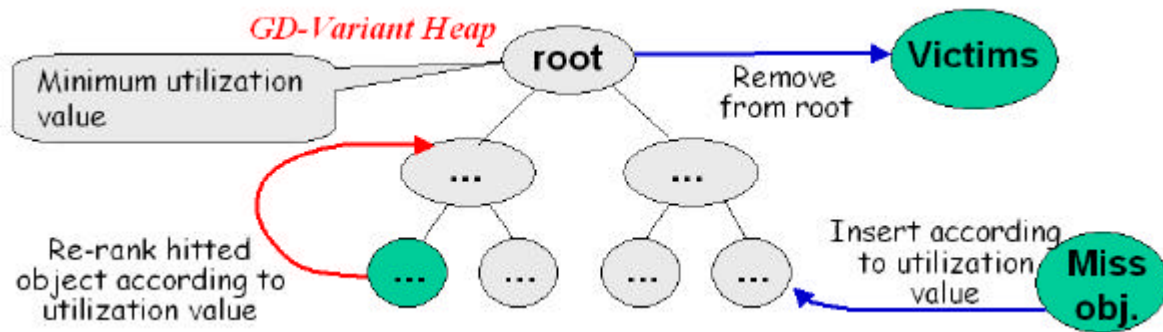 GD-Variant Heap
root
Victims
Minimum utilization
value
Remove
from root
...
...
Re-rank hitted
object according to
utilization value
...
...
...
...
Insert according
to utilization
value
Miss
obj.